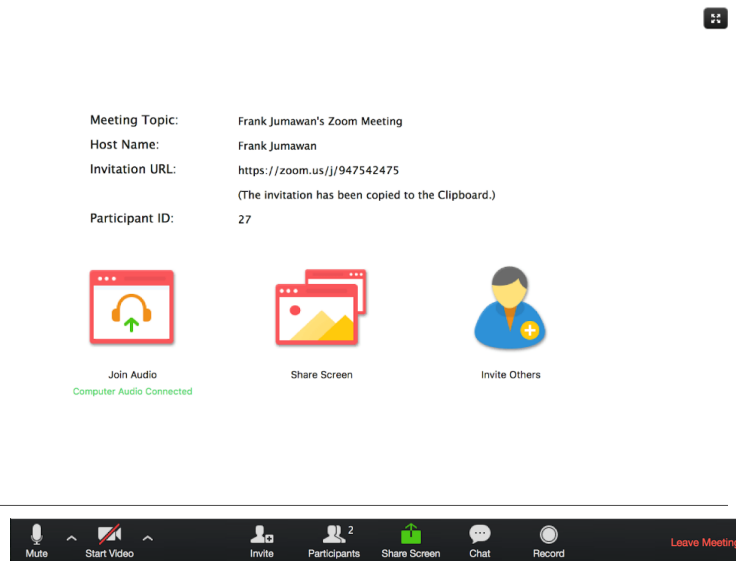 Meeting Topic: Frank Jumawan's Zoom Meeting
Host Name: Frank Jumawan
Invitation URL: https://zoom.us/j/947542475
(The invitation has been copied to the Clipboard.)
Participant ID: 27
Join Audio Share Screen Invite Others
Computer Audio Connected
2
Mute Start Video Invite Participants Share Screen Chat Record Leave Meeting